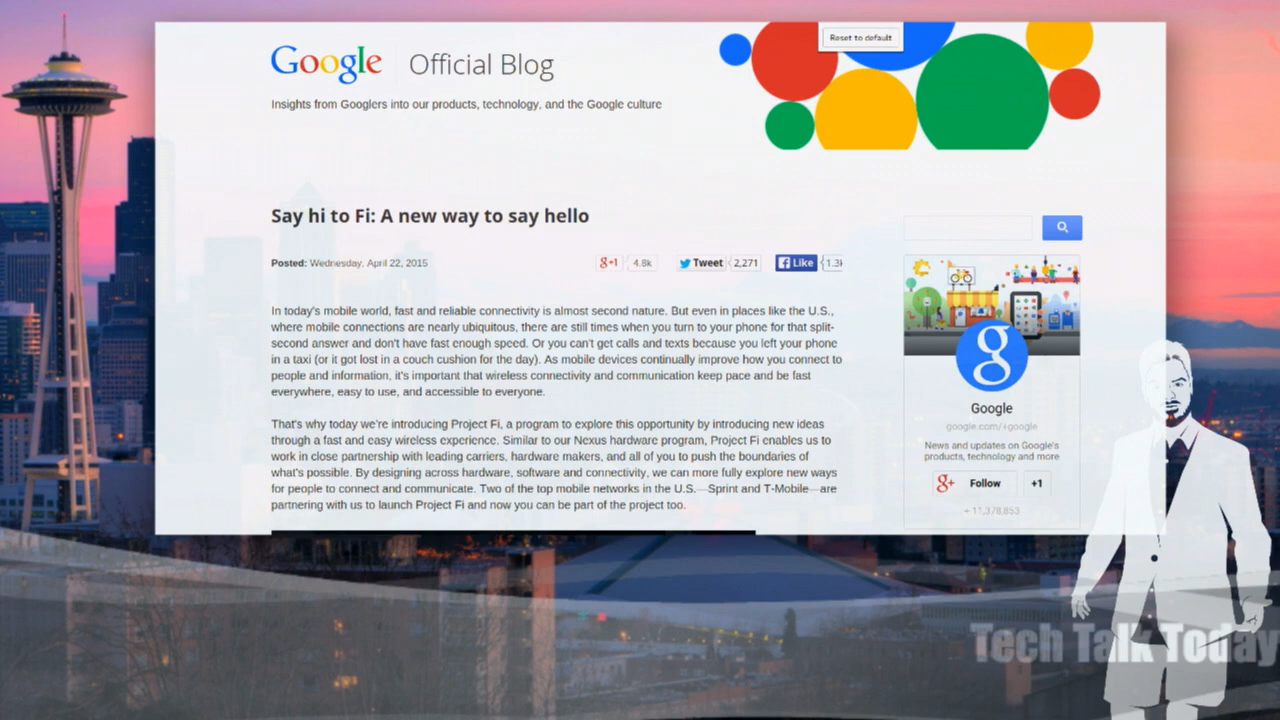 Google Official Blog
Reset to default
Insights from Googlers into our products, technology, and the Google culture
Say hi to Fi: A new way to say hello
Posted: Wednesday, April 22, 2015
g+1 4.8k Tweet 2,271 Like 1.3k
In today's mobile world, fast and reliable connectivity is almost second nature. But even in places like the U.S.,
where mobile connections are nearly ubiquitous, there are still times when you turn to your phone for that split-
second answer and don't have fast enough speed. Or you can't get calls and texts because you left your phone
in a taxi (or it got lost in a couch cushion for the day). As mobile devices continually improve how you connect to
people and information, it's important that wireless connectivity and communication keep pace and be fast
everywhere, easy to use, and accessible to everyone.
That's why today we're introducing Project Fi, a program to explore this opportunity by introducing new ideas
through a fast and easy wireless experience. Similar to our Nexus hardware program, Project Fi enables us to
work in close partnership with leading carriers, hardware makers, and all of you to push the boundaries of
what's possible. By designing across hardware, software and connectivity, we can more fully explore new ways
for people to connect and communicate. Two of the top mobile networks in the U.S.—Sprint and T-Mobile—are
partnering with us to launch Project Fi and now you can be part of the project too.
g
Google
google.com/+google
News and updates on Google's
products, technology and more
g+ Follow +1
+ 11,378,853
Tech Talk Today